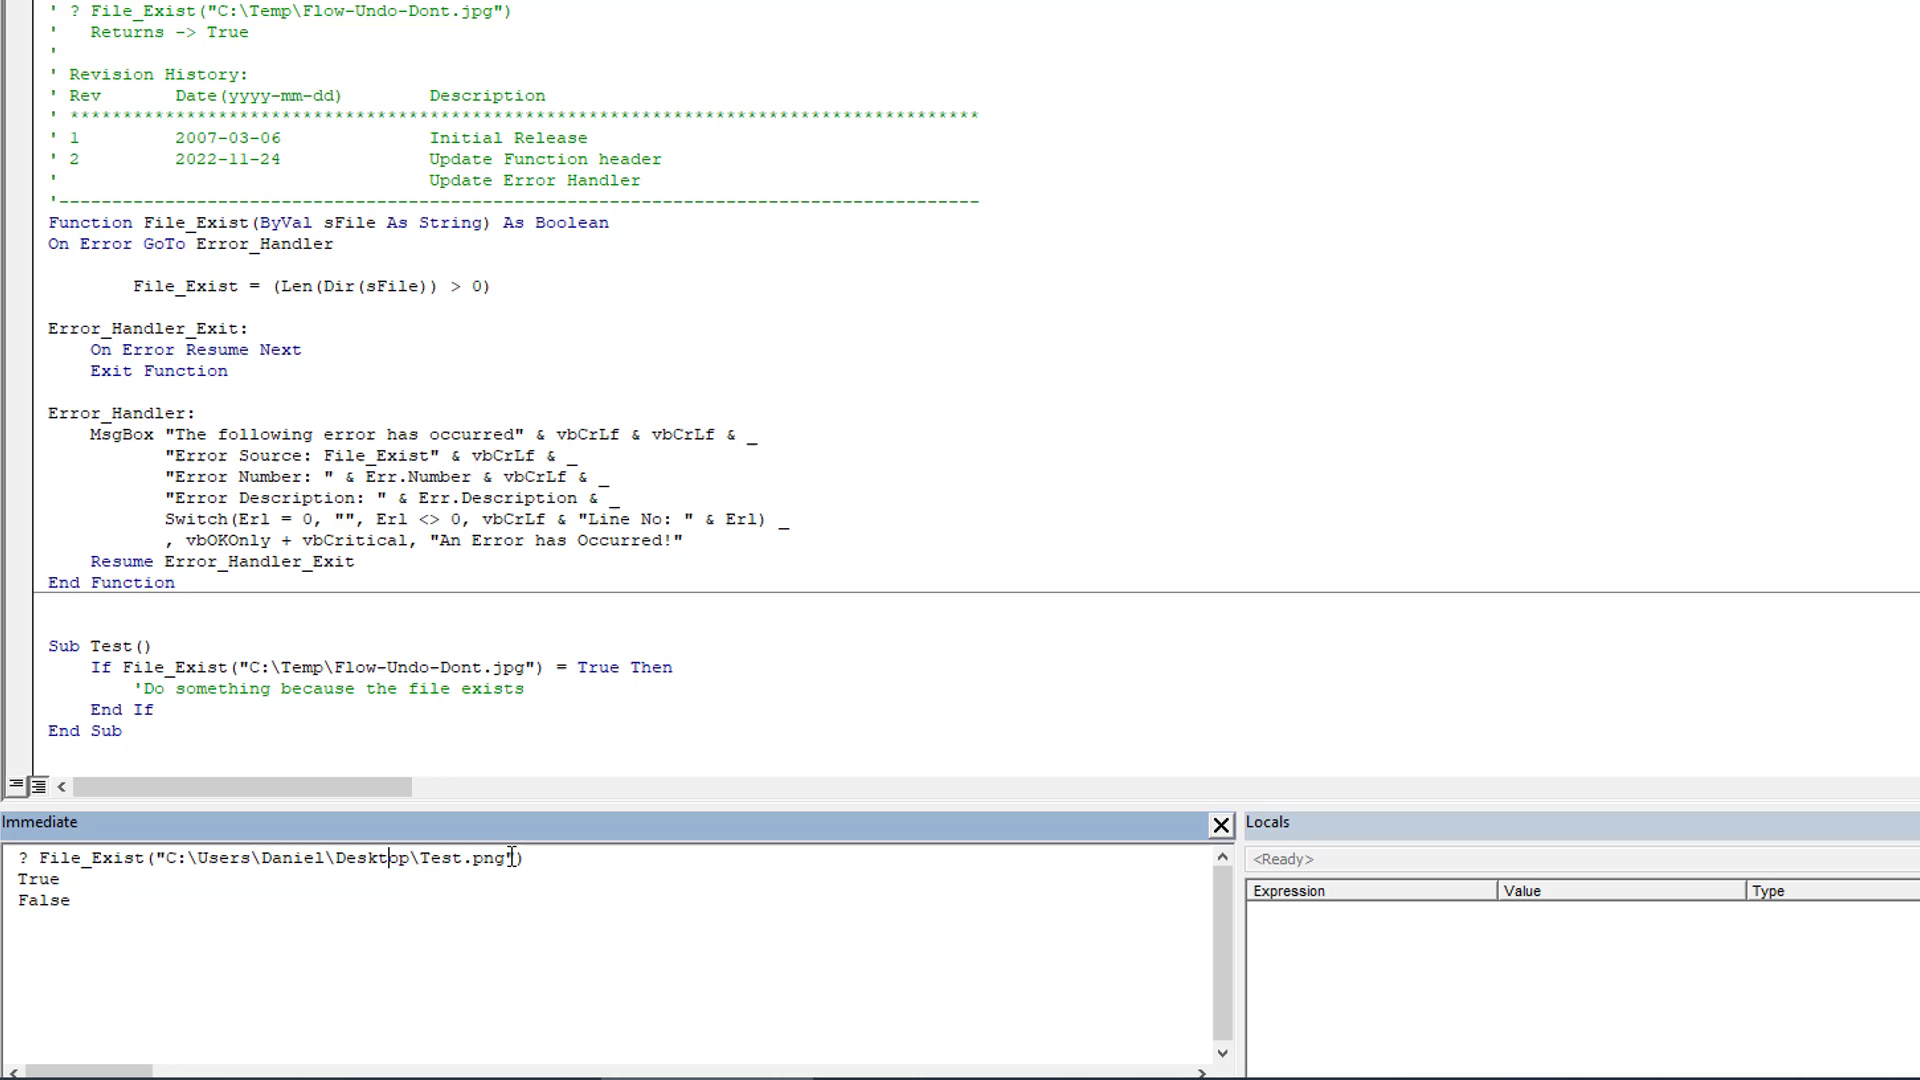 ' ? File_Exist("C:\Temp\Flow-Undo-Dont.jpg")
'   Returns -> True
'
' Revision History:
' Rev       Date(yyyy-mm-dd)        Description
' **************************************************************************************
' 1         2007-03-06              Initial Release
' 2         2022-11-24              Update Function header
'                                   Update Error Handler
'---------------------------------------------------------------------------------------
Function File_Exist(ByVal sFile As String) As Boolean
On Error GoTo Error_Handler
        File_Exist = (Len(Dir(sFile)) > 0)
Error_Handler_Exit:
    On Error Resume Next
    Exit Function
Error_Handler:
    MsgBox "The following error has occurred" & vbCrLf & vbCrLf & _
           "Error Source: File_Exist" & vbCrLf & _
           "Error Number: " & Err.Number & vbCrLf & _
           "Error Description: " & Err.Description & _
           Switch(Erl = 0, "", Erl <> 0, vbCrLf & "Line No: " & Erl) _
           , vbOKOnly + vbCritical, "An Error has Occurred!"
    Resume Error_Handler_Exit
End Function
Sub Test()
    If File_Exist("C:\Temp\Flow-Undo-Dont.jpg") = True Then
        'Do something because the file exists
    End If
End Sub
Immediate
? File_Exist("C:\Users\Daniel\Desktop\Test.png")
True
False
Locals
<Ready>
Expression Value Type